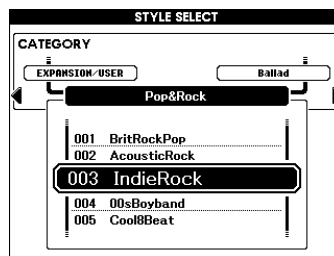 STYLE SELECT
CATEGORY
EXPANSION/USER
Ballad
Pop&Rock
001 BritRockPop
002 AcousticRock
003 IndieRock
004 00sBoyband
005 Cool8Beat